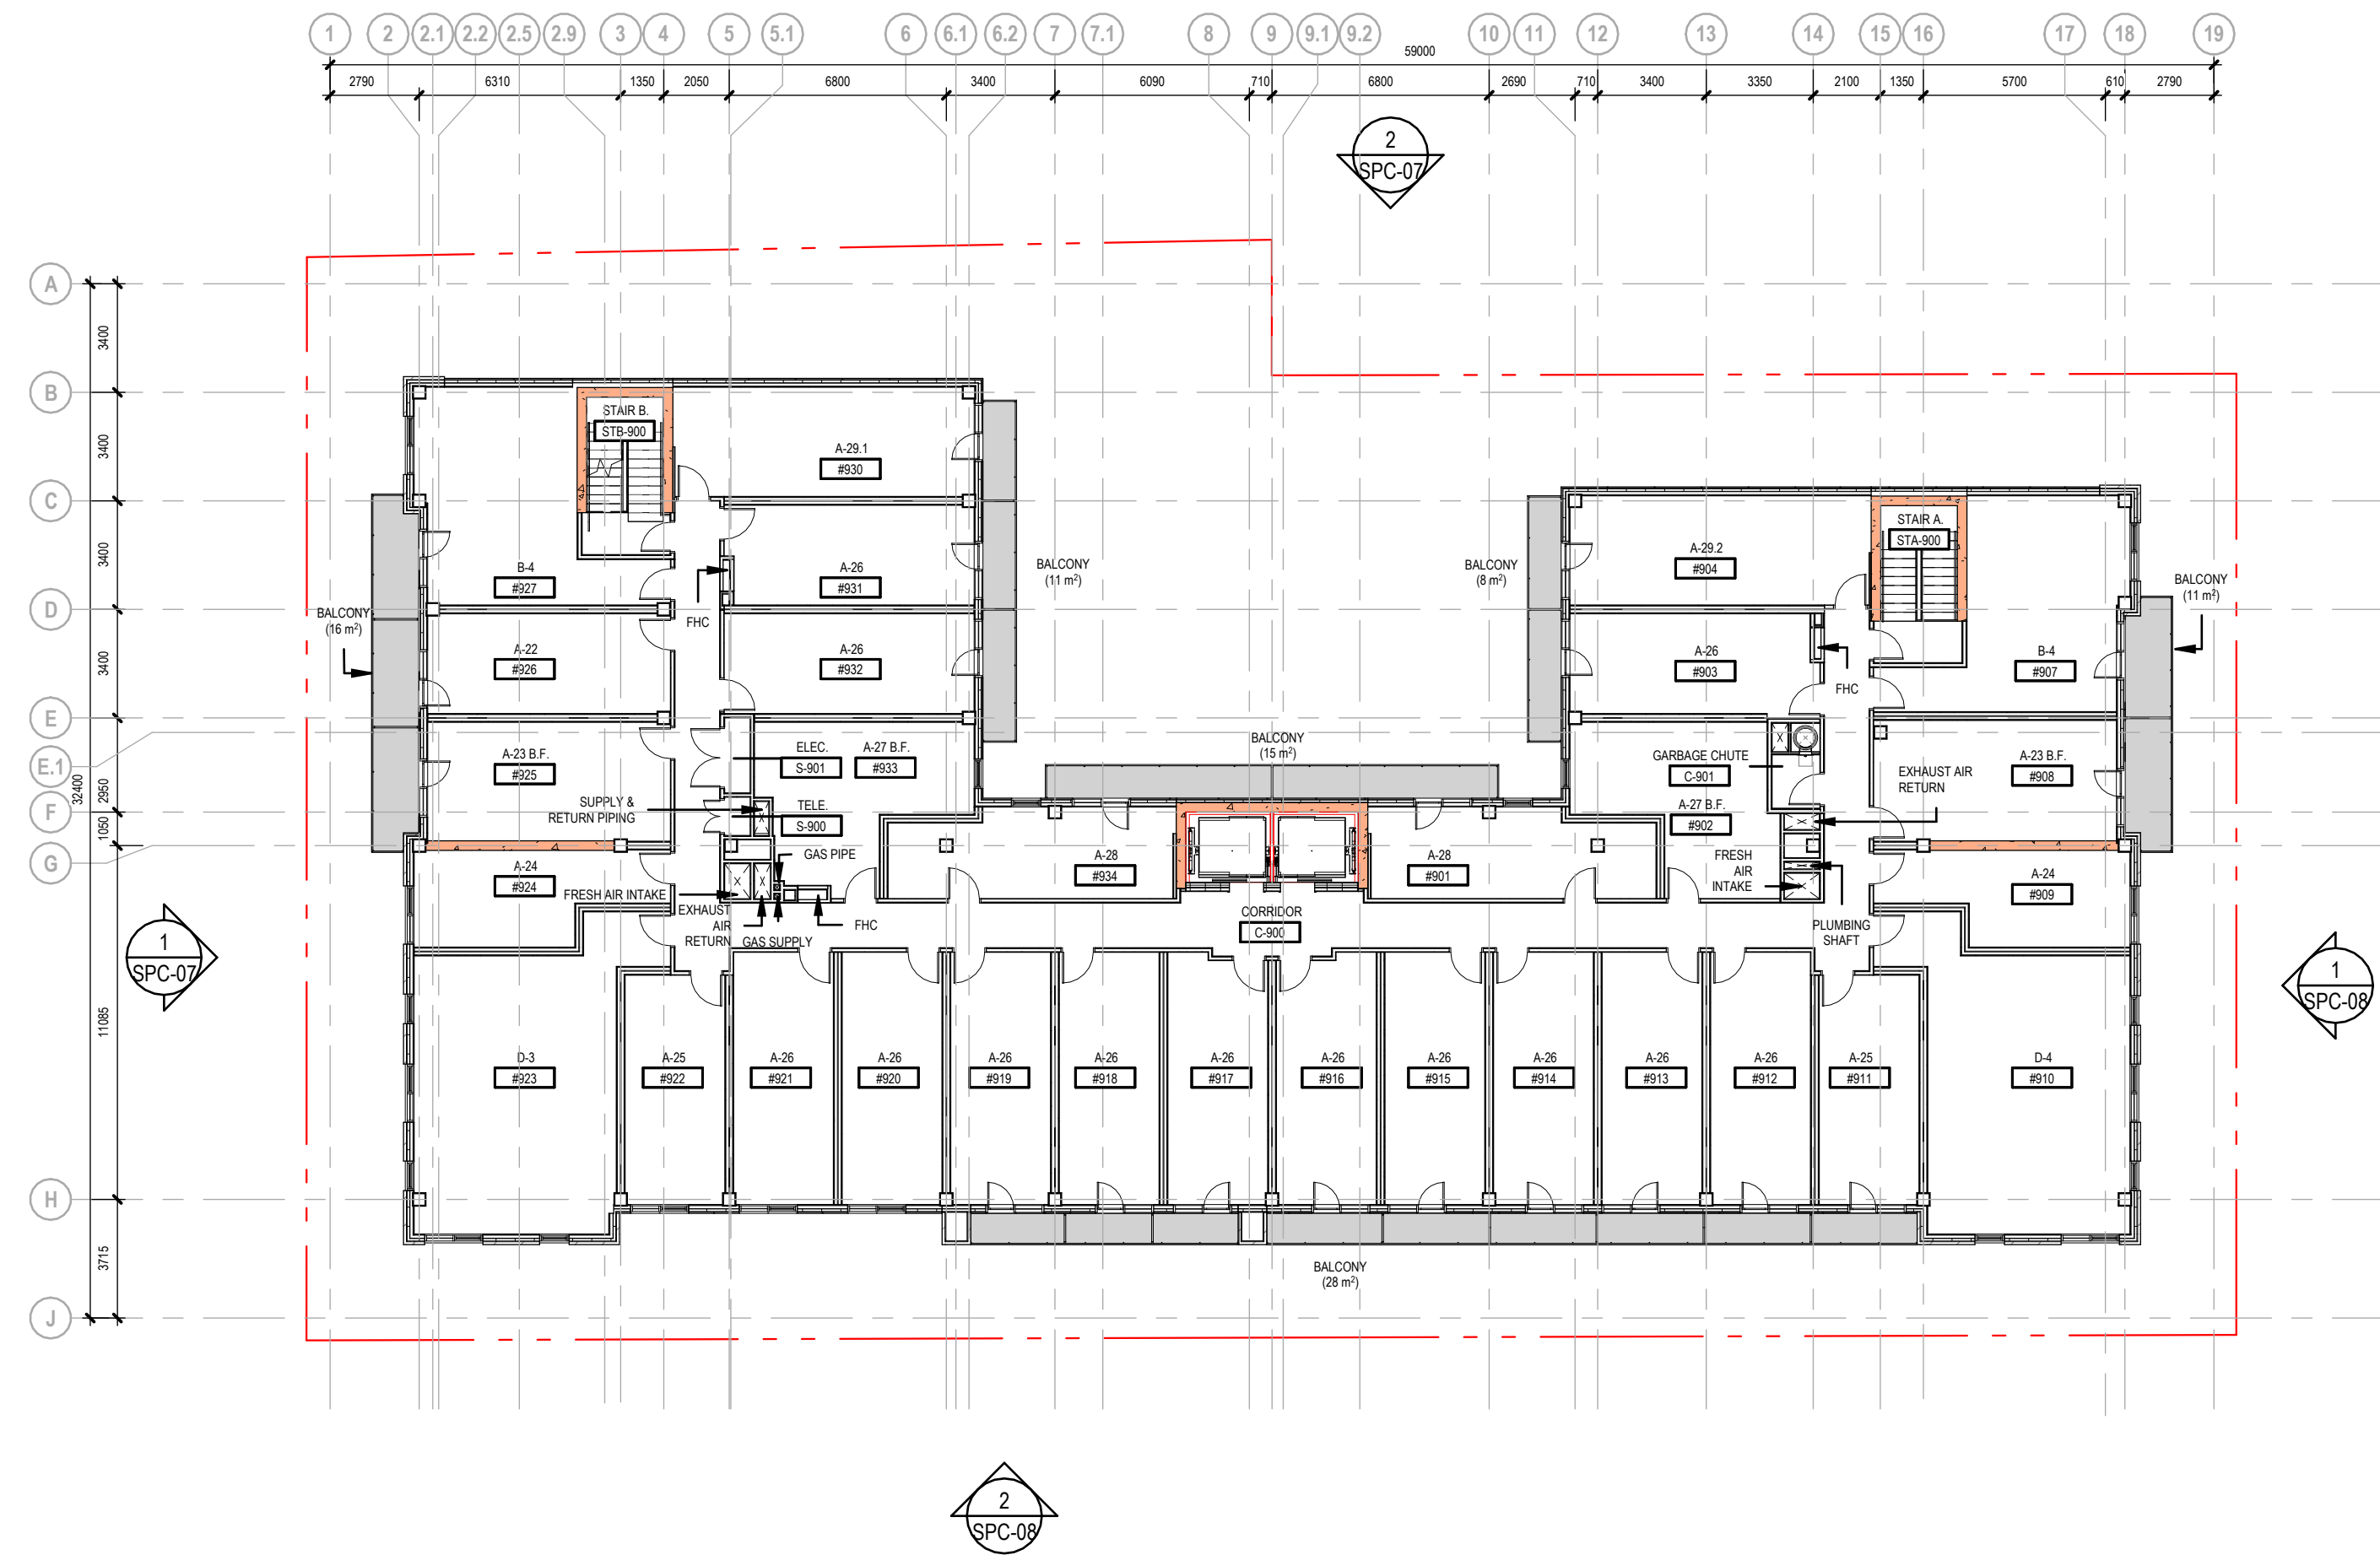 1 2 2.1 2.2 2.5 2.9 3 4 5 5.1 6 6.1 6.2 7 7.1 8 9 9.1 9.2 10 11 12 13 14 15 16 17 18 19
59000
2790 6310 1350 2050 6800 3400 6090 710 6800 2690 710 3400 3350 2100 1350 5700 610 2790
2
SPC-07
A
3400
B
3400
C
3400
D
3400
E
E.1
2950
32400
F
1050
G
11085
H
3715
J
STAIR B.
STB-900
A-29.1
#930
STAIR A.
STA-900
A-29.2
#904
B-4
#927
A-26
#931
BALCONY
(11 m²)
BALCONY
(8 m²)
BALCONY
(11 m²)
BALCONY
(16 m²)
FHC
A-22
#926
A-26
#932
A-26
#903
B-4
#907
FHC
A-23 B.F.
#925
ELEC.
S-901
A-27 B.F.
#933
BALCONY
(15 m²)
GARBAGE CHUTE
C-901
A-23 B.F.
#908
EXHAUST AIR
RETURN
SUPPLY &
RETURN PIPING
TELE.
S-900
A-27 B.F.
#902
GAS PIPE
A-24
#924
FRESH AIR INTAKE
A-28
#934
A-28
#901
FRESH
AIR
INTAKE
A-24
#909
EXHAUST
AIR
RETURN
GAS SUPPLY
FHC
CORRIDOR
C-900
PLUMBING
SHAFT
1
SPC-07
1
SPC-08
D-3
#923
A-25
#922
A-26
#921
A-26
#920
A-26
#919
A-26
#918
A-26
#917
A-26
#916
A-26
#915
A-26
#914
A-26
#913
A-26
#912
A-25
#911
D-4
#910
BALCONY
(28 m²)
2
SPC-08